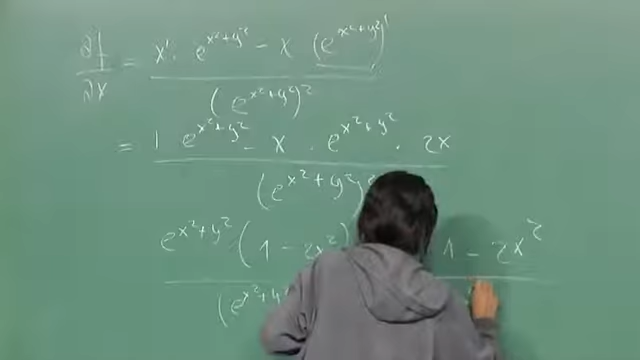 ∂f/∂x = (x' · e^(x²+y²) − x (e^(x²+y²))') / (e^(x²+y²))²
= (1 e^(x²+y²) − x · e^(x²+y²) · 2x) / (e^(x²+y²))
e^(x²+y²) (1 − 2x²) / (e^(x²+y 1 − 2x²